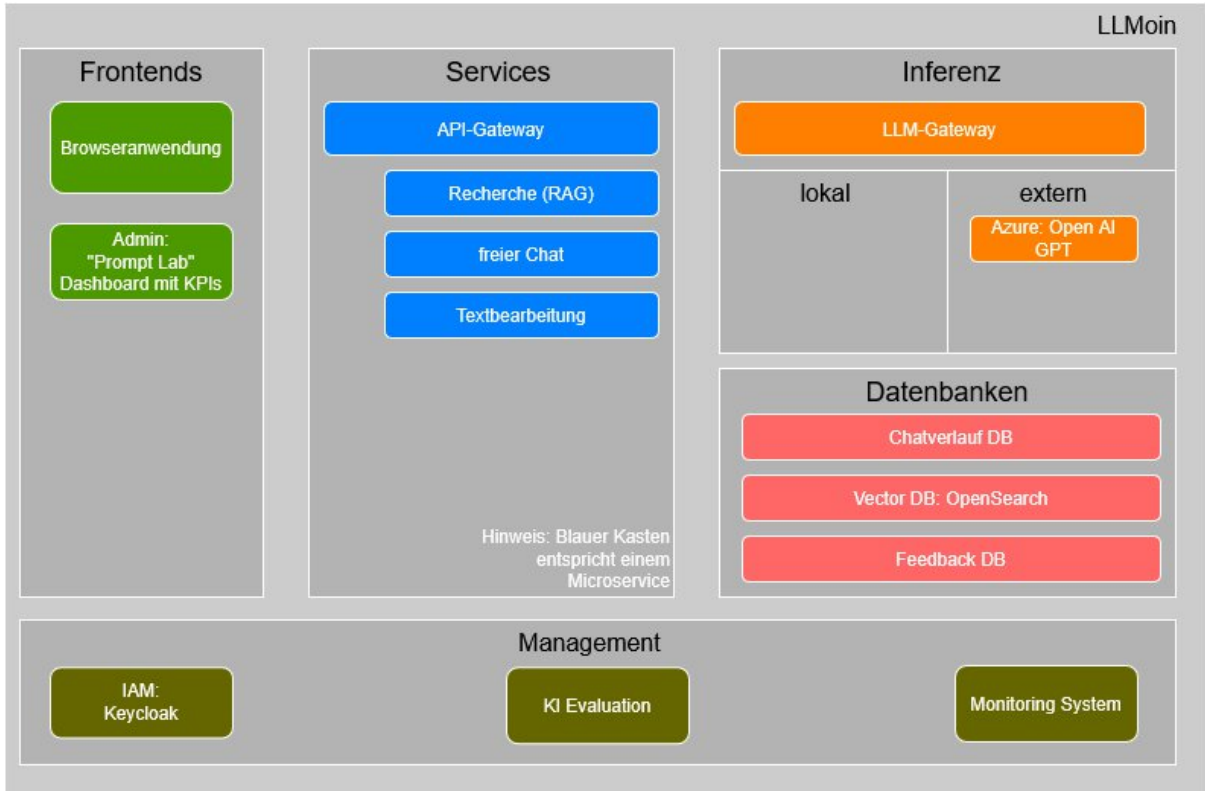 LLMoin
Frontends
Browseranwendung
Admin:
"Prompt Lab"
Dashboard mit KPIs
Services
API-Gateway
Recherche (RAG)
freier Chat
Textbearbeitung
Hinweis: Blauer Kasten
entspricht einem
Microservice
Inferenz
LLM-Gateway
lokal
extern
Azure: Open AI
GPT
Datenbanken
Chatverlauf DB
Vector DB: OpenSearch
Feedback DB
Management
IAM:
Keycloak
KI Evaluation
Monitoring System